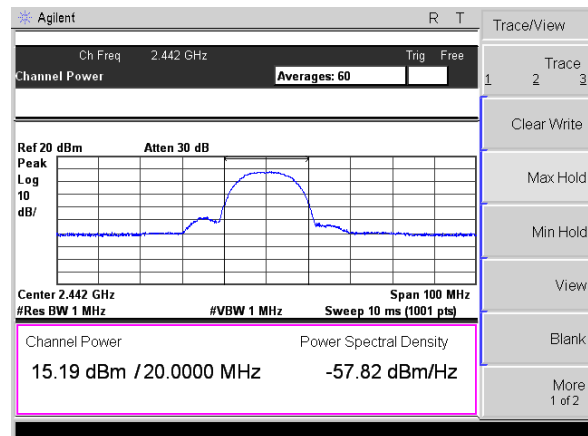 Agilent R T
Trace/View
Ch Freq 2.442 GHz Trig Free
Channel Power Averages: 60
Trace
1 2 3
Clear Write
Ref 20 dBm Atten 30 dB
Peak
Log
10
dB/
Max Hold
Min Hold
View
Center 2.442 GHz Span 100 MHz
#Res BW 1 MHz #VBW 1 MHz Sweep 10 ms (1001 pts)
Channel Power Power Spectral Density
15.19 dBm / 20.0000 MHz -57.82 dBm/Hz
Blank
More
1 of 2